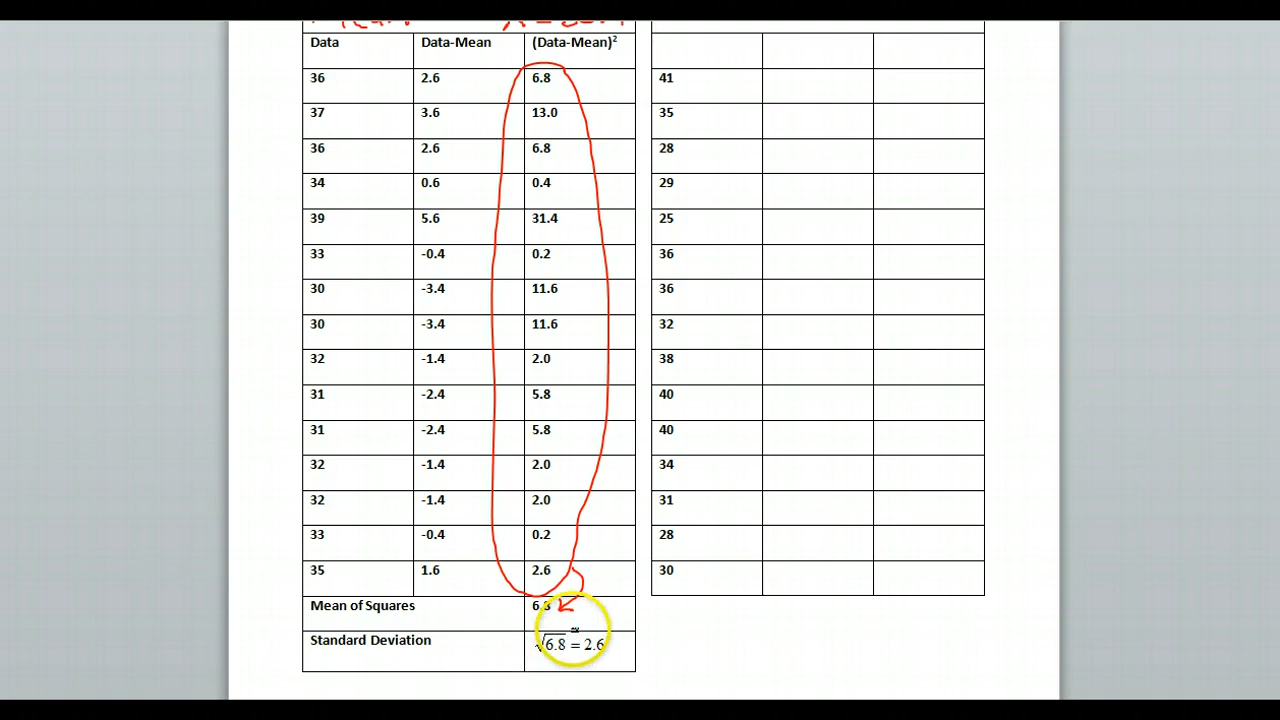 Data Data-Mean (Data-Mean)²
36 2.6 6.8
37 3.6 13.0
36 2.6 6.8
34 0.6 0.4
39 5.6 31.4
33 -0.4 0.2
30 -3.4 11.6
30 -3.4 11.6
32 -1.4 2.0
31 -2.4 5.8
31 -2.4 5.8
32 -1.4 2.0
32 -1.4 2.0
33 -0.4 0.2
35 1.6 2.6
Mean of Squares 6.8
Standard Deviation √6.8 = 2.6
≅
41
35
28
29
25
36
36
32
38
40
40
34
31
28
30